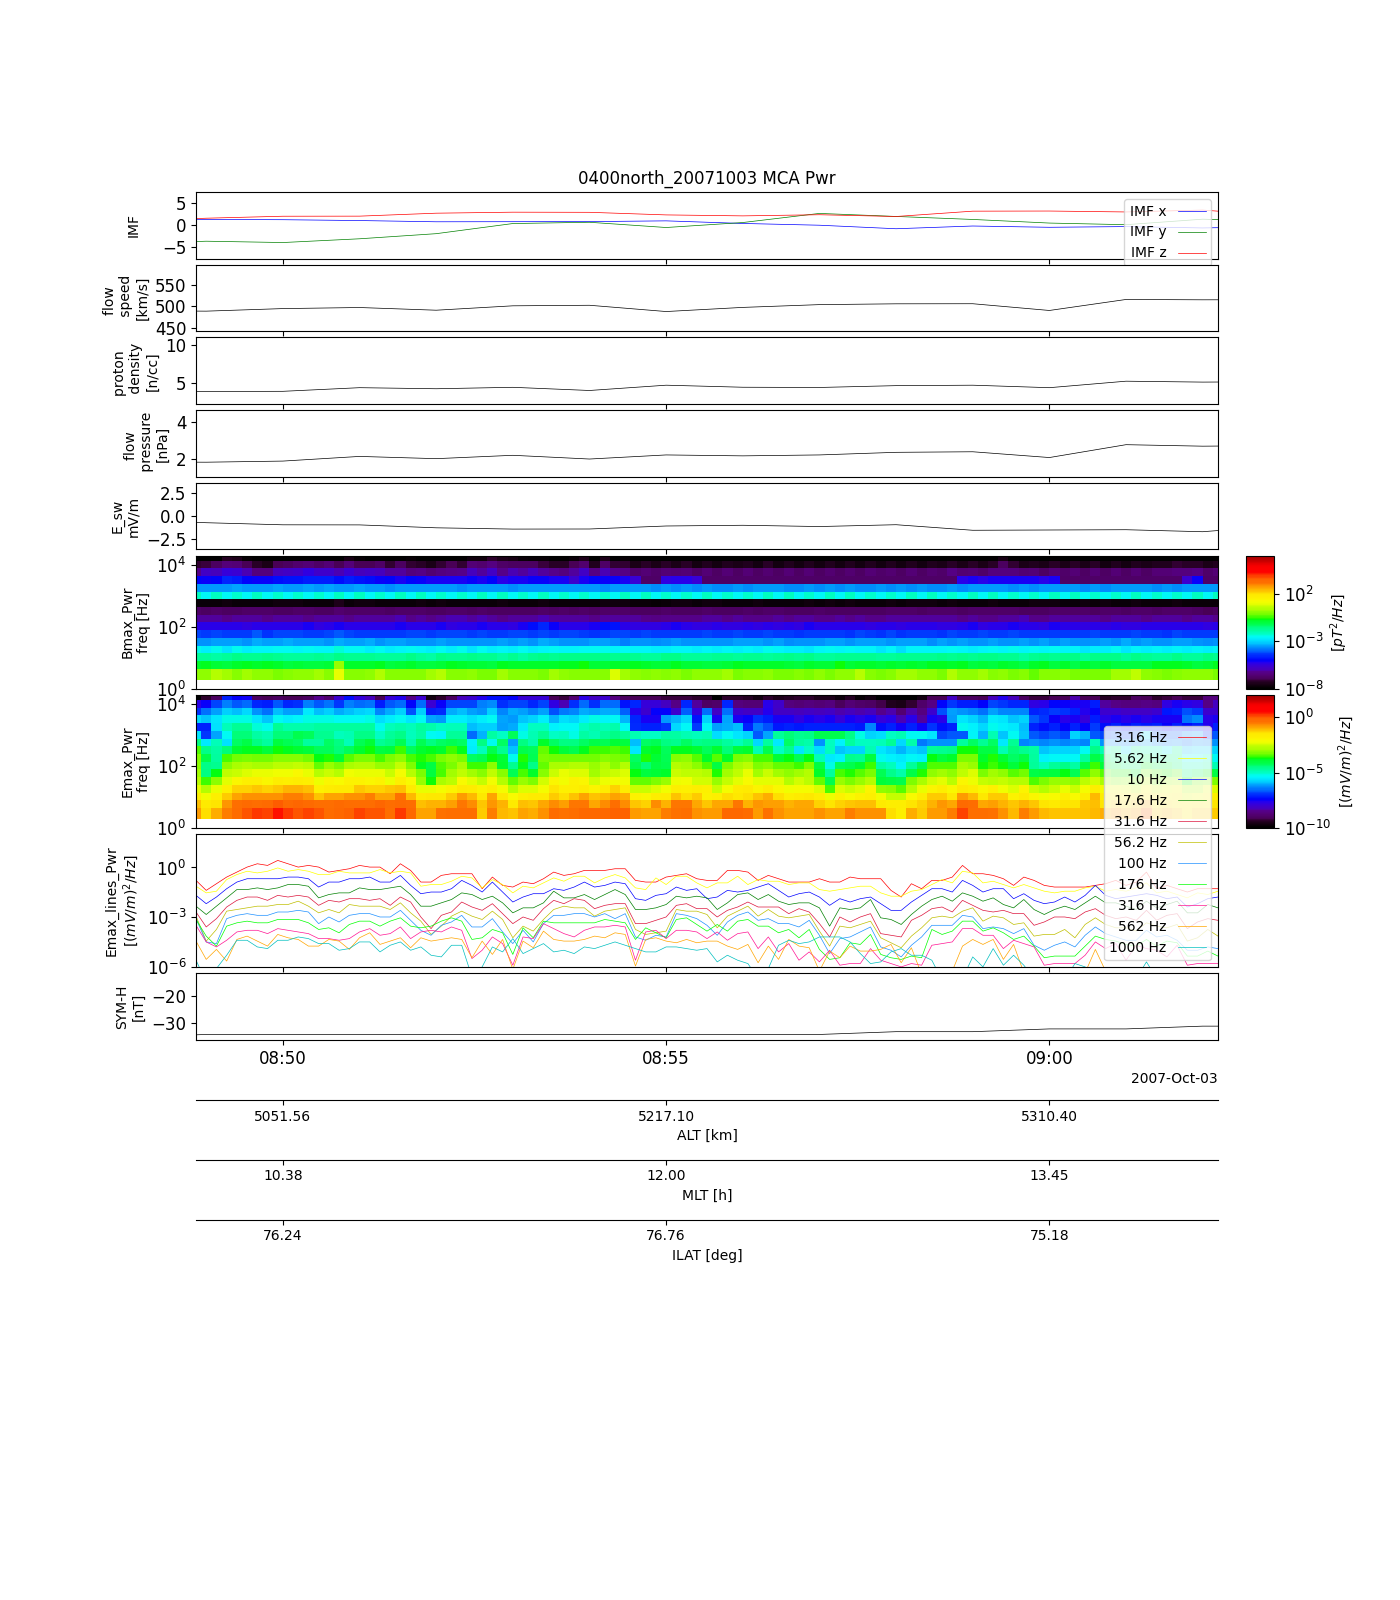 0400north_20071003 MCA Pwr
5
0
−5
IMF
IMF x
IMF y
IMF z
550
500
450
flow
speed
[km/s]
10
5
proton
density
[n/cc]
4
2
flow
pressure
[nPa]
2.5
0.0
−2.5
E_sw
mV/m
10^4
10^2
10^0
Bmax_Pwr
freq [Hz]
10^2
10^−3
10^−8
[pT^2/Hz]
10^4
10^2
10^0
Emax_Pwr
freq [Hz]
10^0
10^−5
10^−10
[(mV/m)^2/Hz]
3.16 Hz
5.62 Hz
10 Hz
17.6 Hz
31.6 Hz
56.2 Hz
100 Hz
176 Hz
316 Hz
562 Hz
1000 Hz
10^0
10^−3
10^−6
Emax_lines_Pwr
[(mV/m)^2/Hz]
−20
−30
SYM-H
[nT]
08:50 08:55 09:00
2007-Oct-03
5051.56 5217.10 5310.40
ALT [km]
10.38 12.00 13.45
MLT [h]
76.24 76.76 75.18
ILAT [deg]